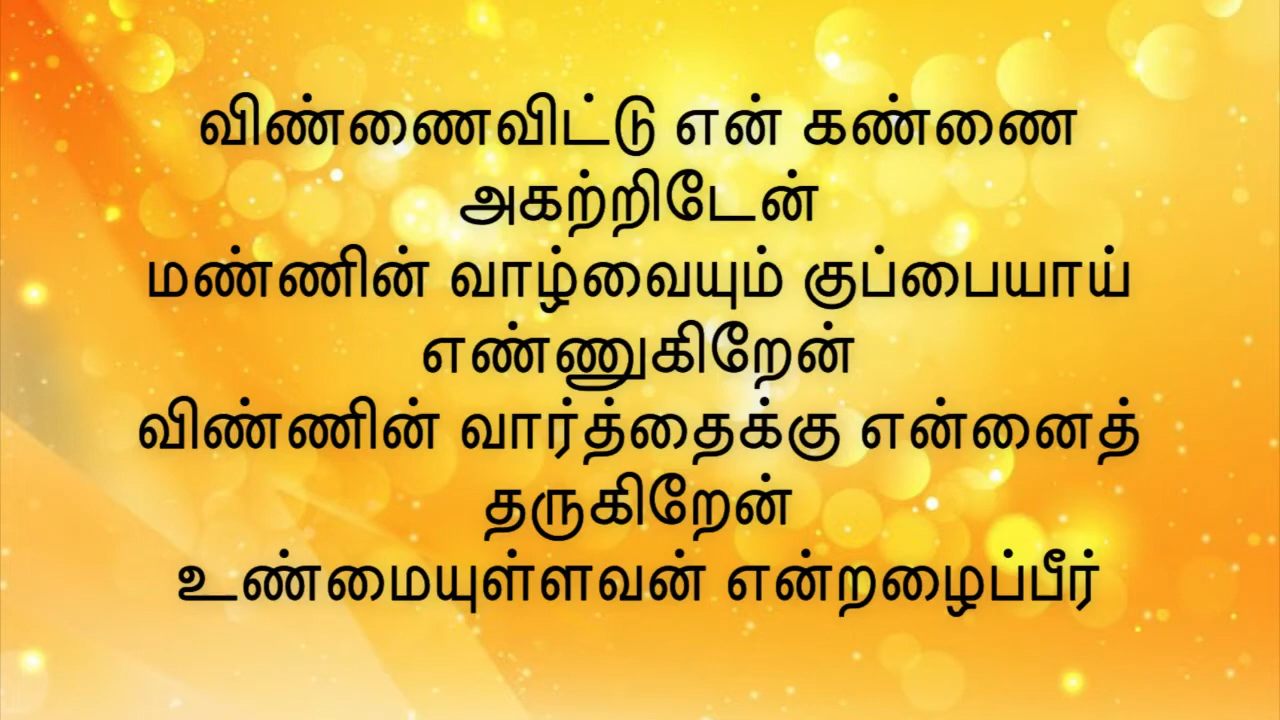 விண்ணைவிட்டு என் கண்ணை
அகற்றிடேன்
மண்ணின் வாழ்வையும் குப்பையாய்
எண்ணுகிறேன்
விண்ணின் வார்த்தைக்கு என்னைத்
தருகிறேன்
உண்மையுள்ளவன் என்றழைப்பீர்